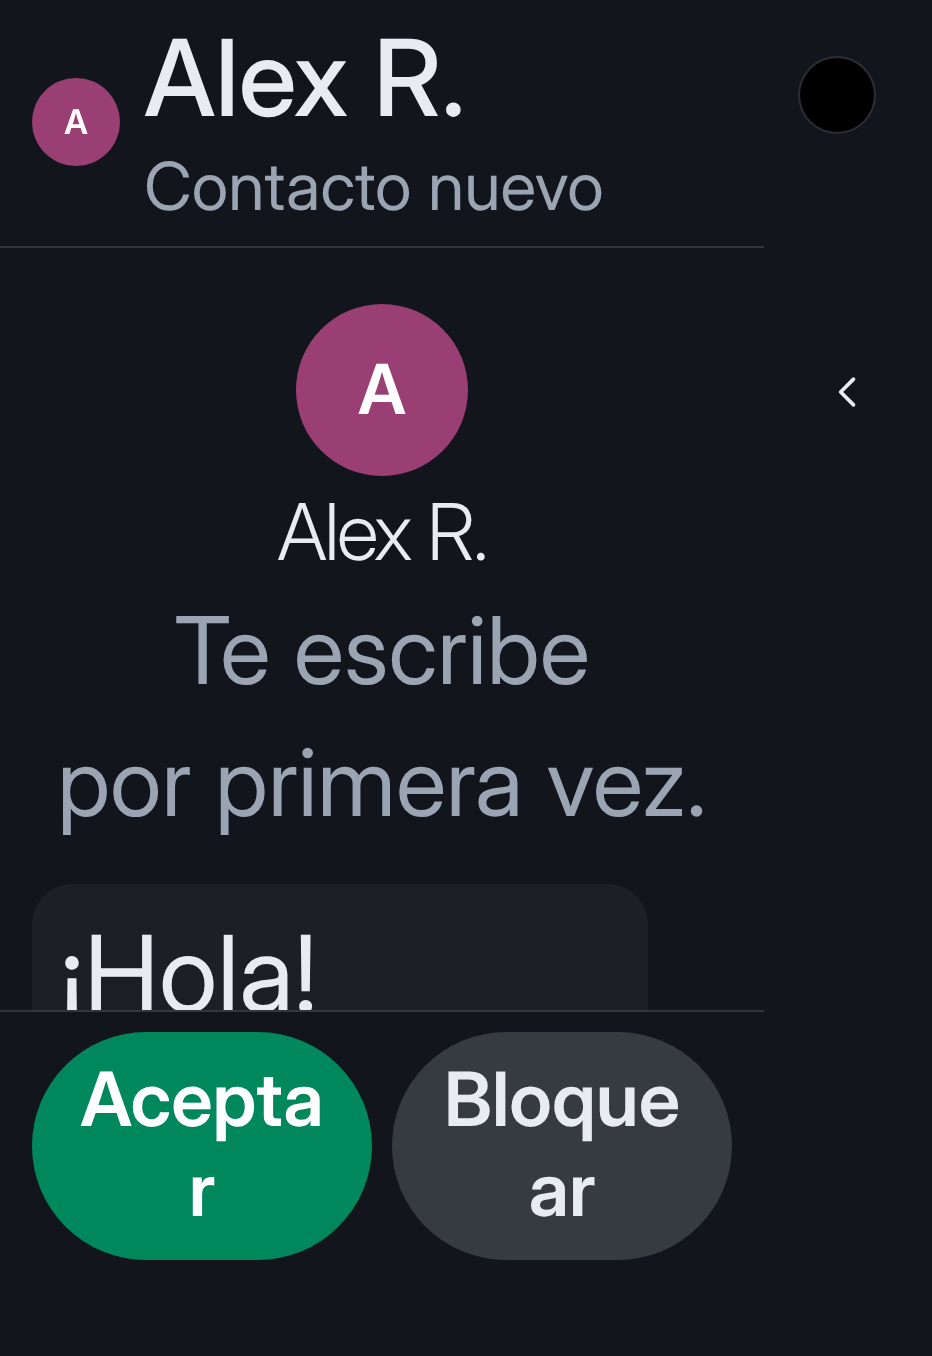 A
Alex R.
Contacto nuevo
A
Alex R.
Te escribe
por primera vez.
¡Hola!
Acepta
r
Bloque
ar